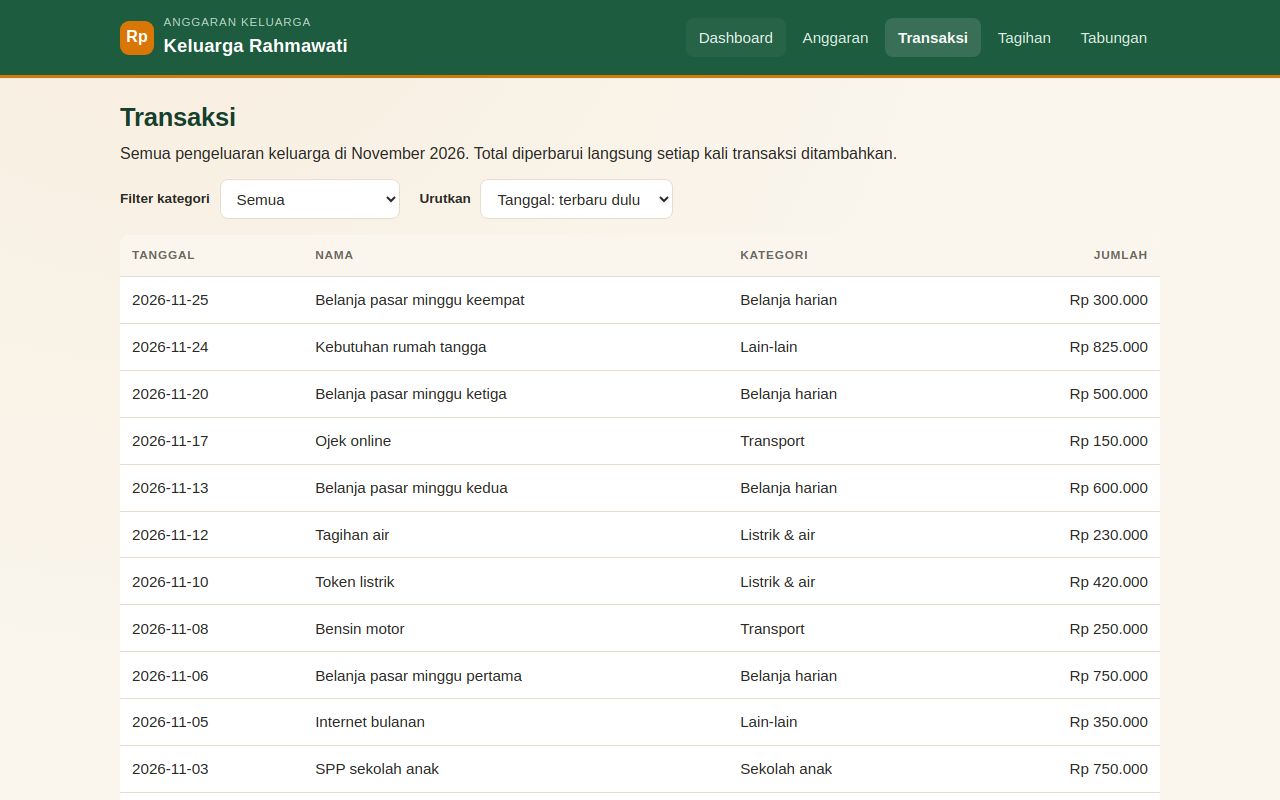 Rp
ANGGARAN KELUARGA
Keluarga Rahmawati
Dashboard Anggaran Transaksi Tagihan Tabungan
Transaksi
Semua pengeluaran keluarga di November 2026. Total diperbarui langsung setiap kali transaksi ditambahkan.
Filter kategori Semua Urutkan Tanggal: terbaru dulu
TANGGAL NAMA KATEGORI JUMLAH
2026-11-25 Belanja pasar minggu keempat Belanja harian Rp 300.000
2026-11-24 Kebutuhan rumah tangga Lain-lain Rp 825.000
2026-11-20 Belanja pasar minggu ketiga Belanja harian Rp 500.000
2026-11-17 Ojek online Transport Rp 150.000
2026-11-13 Belanja pasar minggu kedua Belanja harian Rp 600.000
2026-11-12 Tagihan air Listrik & air Rp 230.000
2026-11-10 Token listrik Listrik & air Rp 420.000
2026-11-08 Bensin motor Transport Rp 250.000
2026-11-06 Belanja pasar minggu pertama Belanja harian Rp 750.000
2026-11-05 Internet bulanan Lain-lain Rp 350.000
2026-11-03 SPP sekolah anak Sekolah anak Rp 750.000